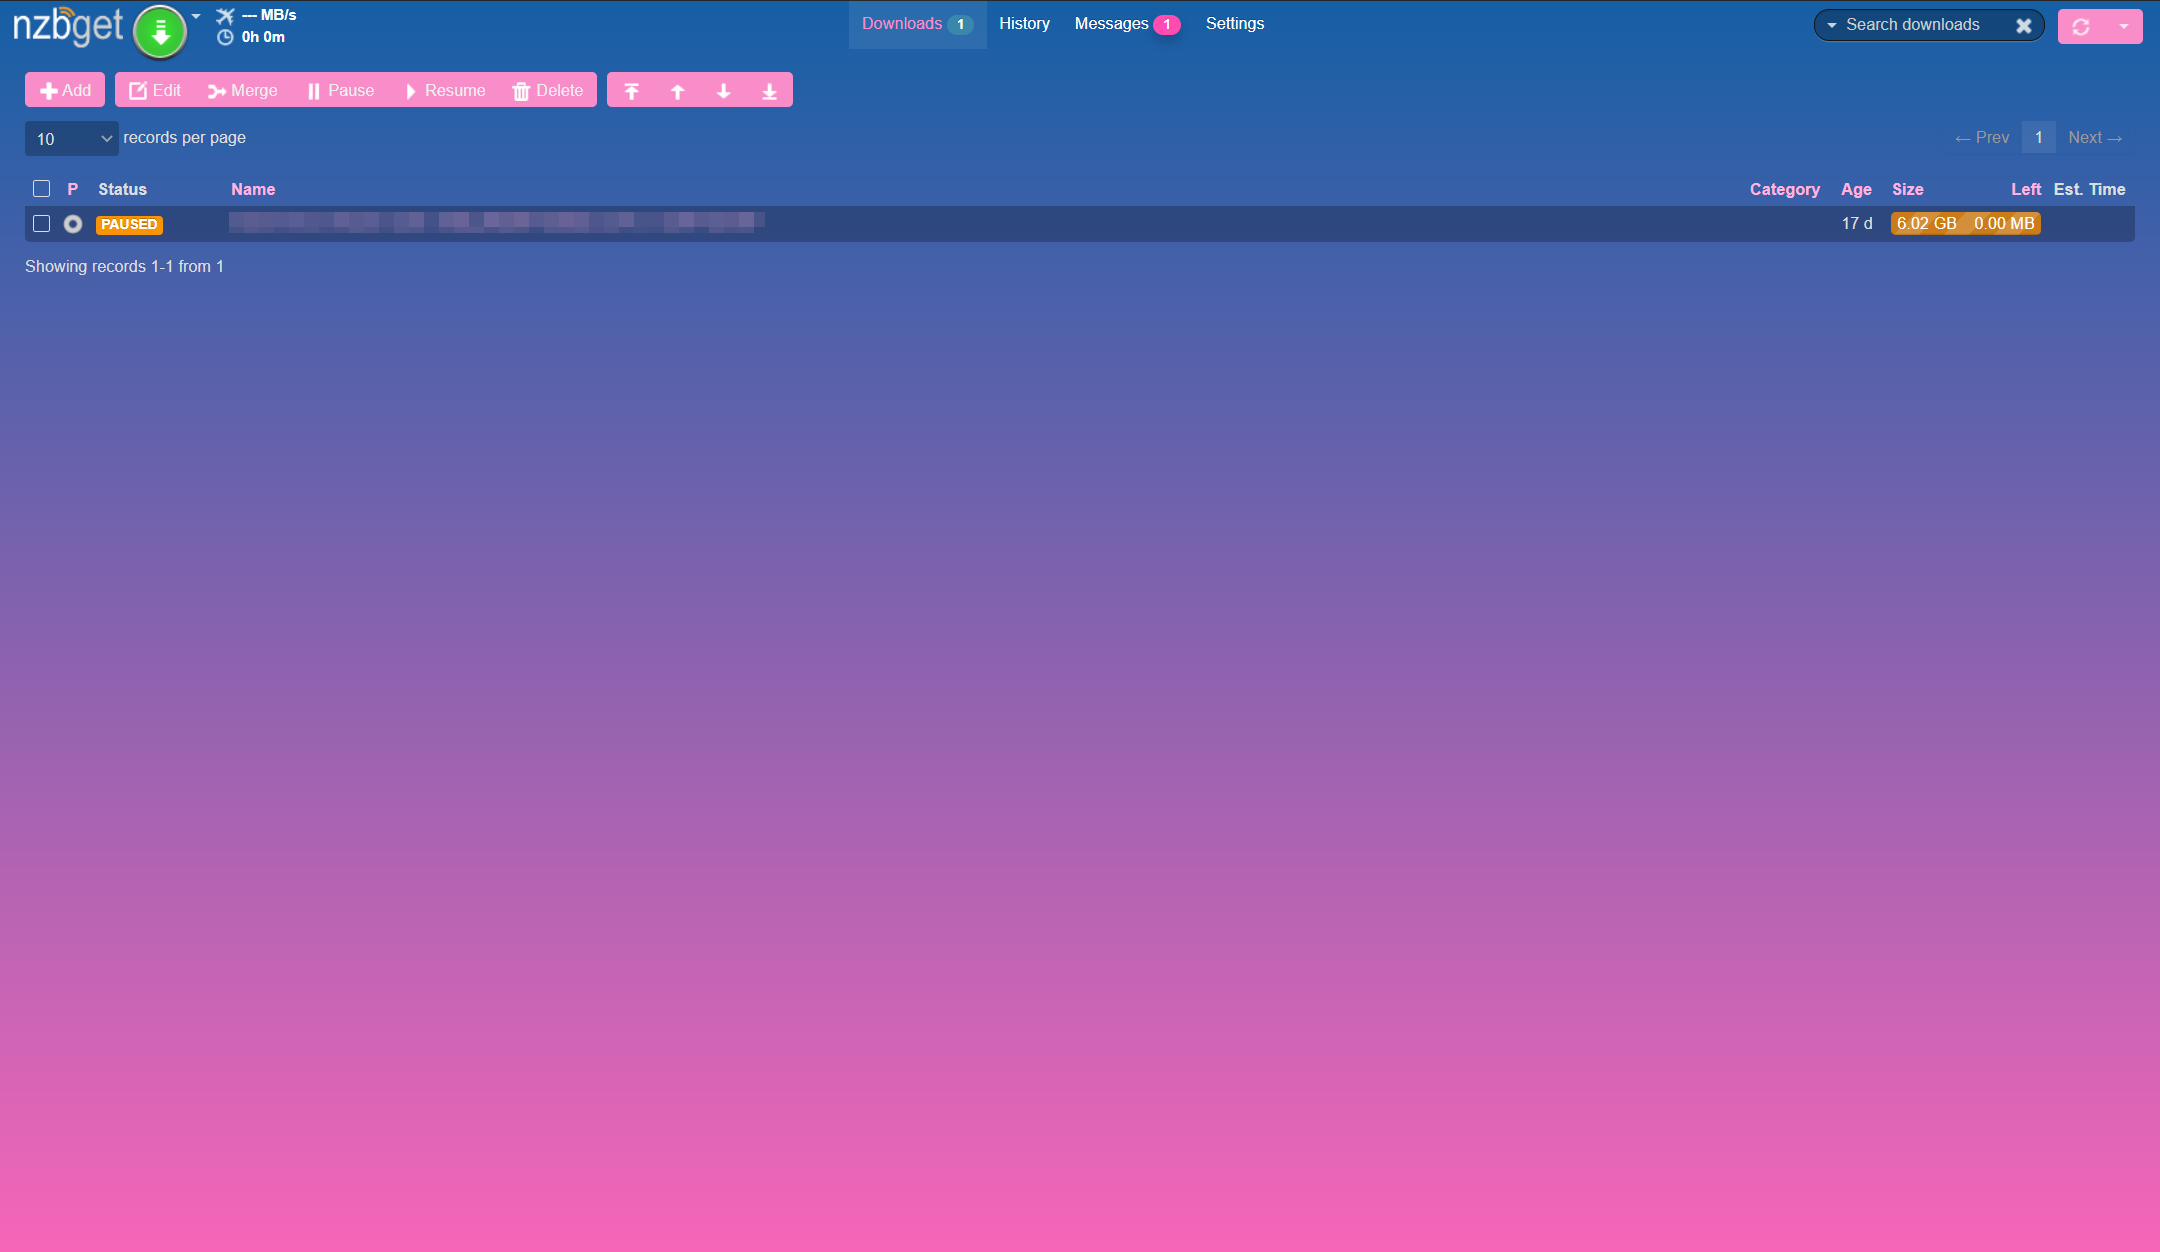 nzbget
--- MB/s
0h 0m
Downloads 1 History Messages 1 Settings
Search downloads
Add Edit Merge Pause Resume Delete
10 records per page
← Prev 1 Next →
P Status Name Category Age Size Left Est. Time
PAUSED 17 d 6.02 GB 0.00 MB
Showing records 1-1 from 1